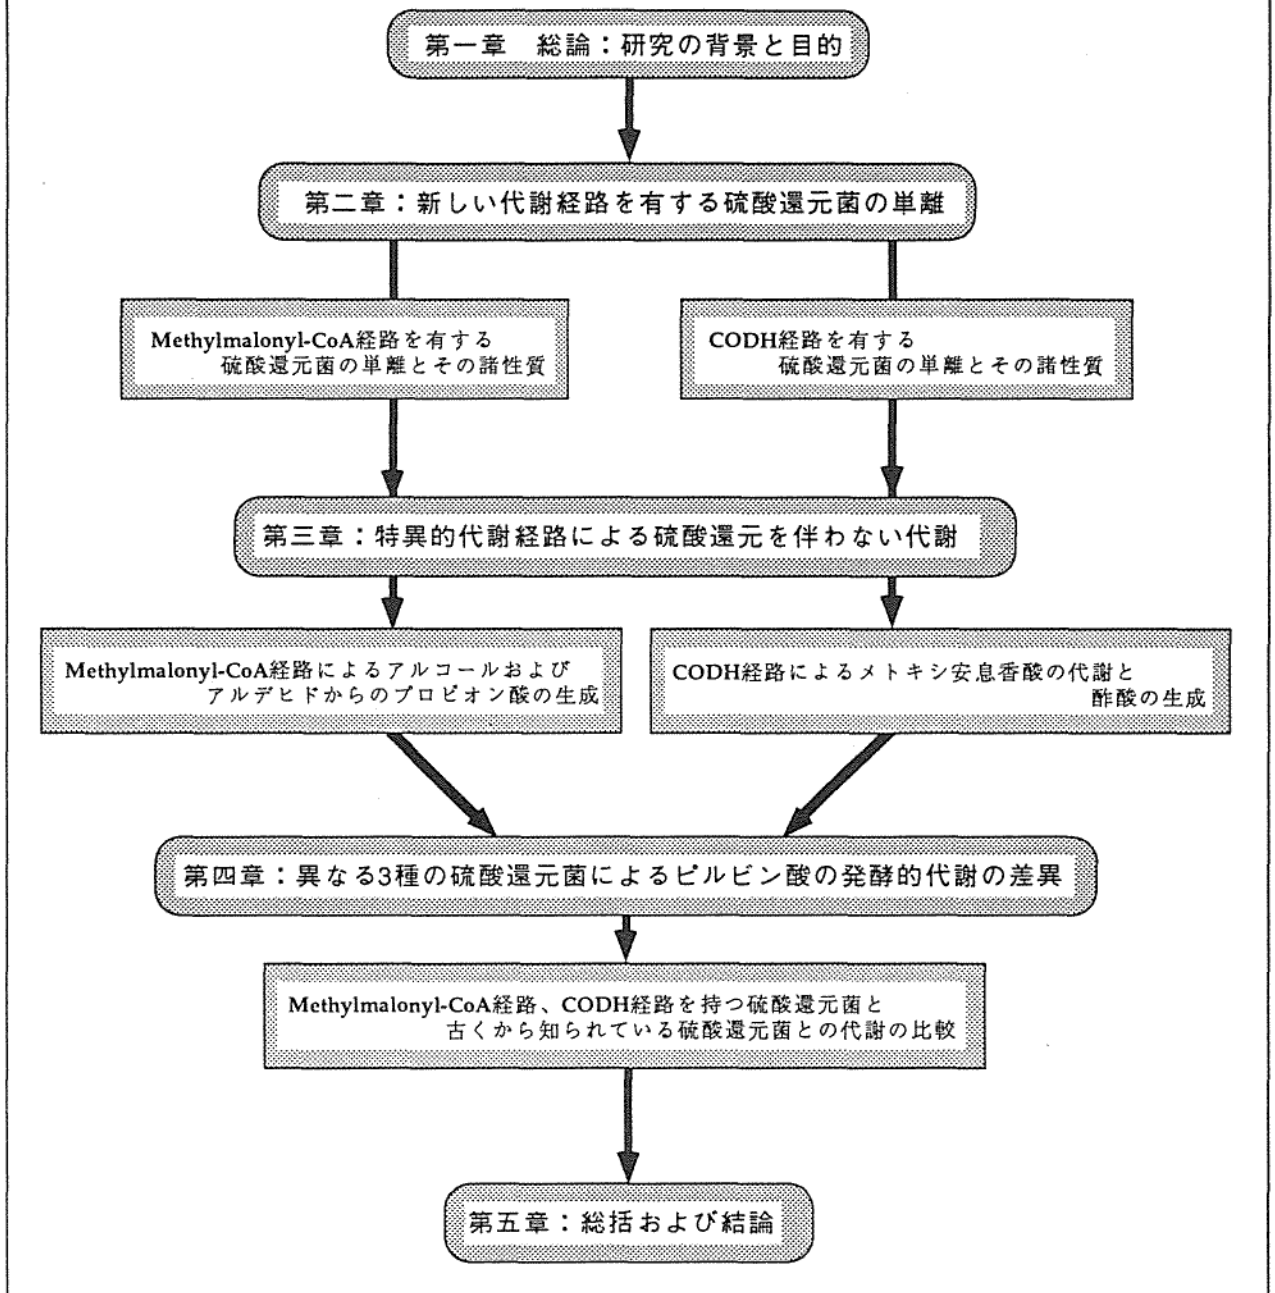 第一章　総論：研究の背景と目的
第二章：新しい代謝経路を有する硫酸還元菌の単離
Methylmalonyl-CoA経路を有する
硫酸還元菌の単離とその諸性質
CODH経路を有する
硫酸還元菌の単離とその諸性質
第三章：特異的代謝経路による硫酸還元を伴わない代謝
Methylmalonyl-CoA経路によるアルコールおよび
アルデヒドからのプロピオン酸の生成
CODH経路によるメトキシ安息香酸の代謝と
酢酸の生成
第四章：異なる3種の硫酸還元菌によるピルビン酸の発酵的代謝の差異
Methylmalonyl-CoA経路、CODH経路を持つ硫酸還元菌と
古くから知られている硫酸還元菌との代謝の比較
第五章：総括および結論